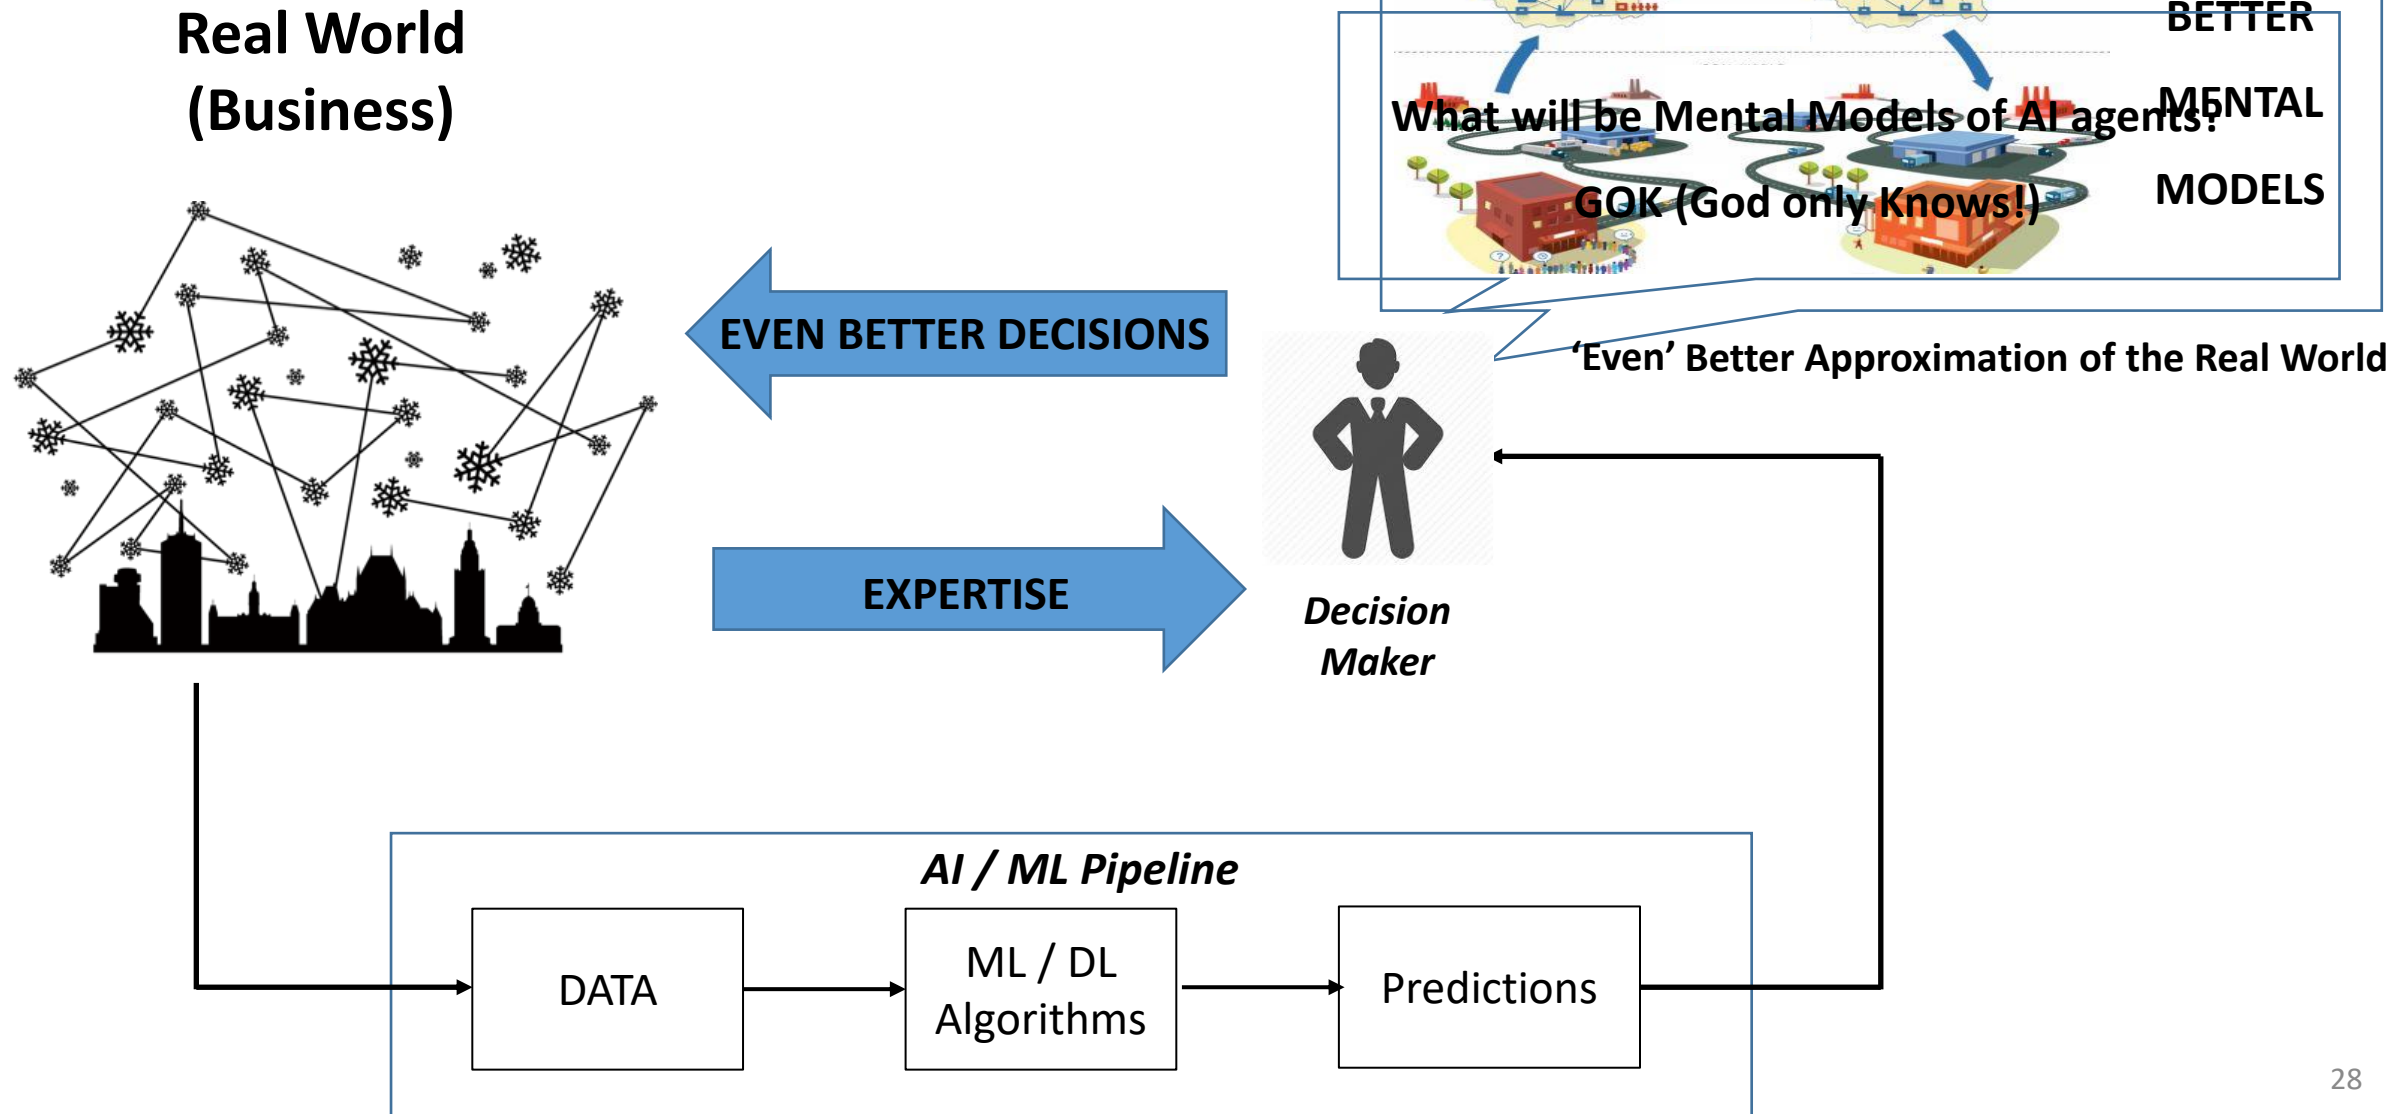 Real World
(Business)
BETTER
MENTAL
MODELS
What will be Mental Models of AI agents?
GOK (God only Knows!)
EVEN BETTER DECISIONS
‘Even’ Better Approximation of the Real World
EXPERTISE
Decision
Maker
AI / ML Pipeline
DATA
ML / DL
Algorithms
Predictions
28